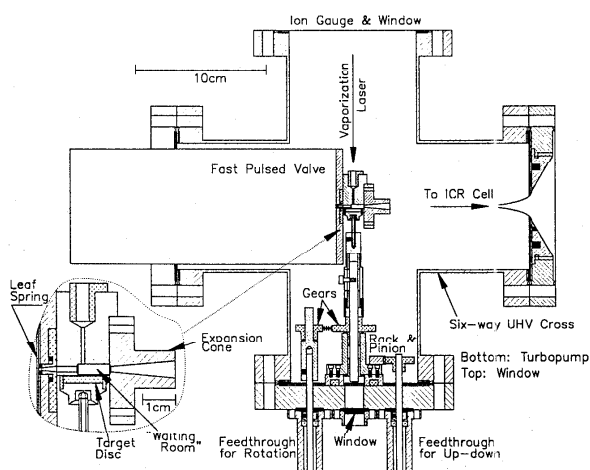 Ion Gauge & Window
10cm
Vaporization
Laser
Fast Pulsed Valve
To ICR Cell
Leaf
Spring
Gears
Six-way UHV Cross
Expansion
Cone
Rack &
Pinion
Bottom: Turbopump
Top: Window
1cm
Target
Disc
"Waiting
Room"
Feedthrough
for Rotation
Window
Feedthrough
for Up-down